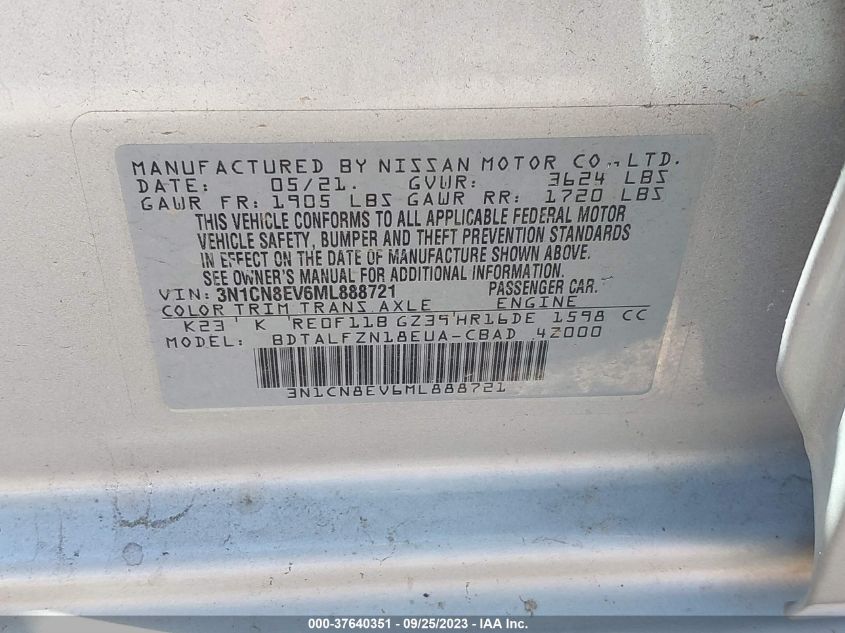 MANUFACTURED BY NISSAN MOTOR CO., LTD.
DATE: 05/21. GVWR: 3624 LBS
GAWR FR: 1905 LBS GAWR RR: 1720 LBS
THIS VEHICLE CONFORMS TO ALL APPLICABLE FEDERAL MOTOR
VEHICLE SAFETY, BUMPER AND THEFT PREVENTION STANDARDS
IN EFFECT ON THE DATE OF MANUFACTURE SHOWN ABOVE.
SEE OWNER'S MANUAL FOR ADDITIONAL INFORMATION.
VIN: 3N1CN8EV6ML888721 PASSENGER CAR.
COLOR TRIM TRANS AXLE ENGINE
K23 K RE0F11B GZ39 HR16DE 1598 CC
MODEL: BDTALFZN18EUA-CBAD 4Z000
3N1CN8EV6ML888721
000-37640351 - 09/25/2023 - IAAI.com